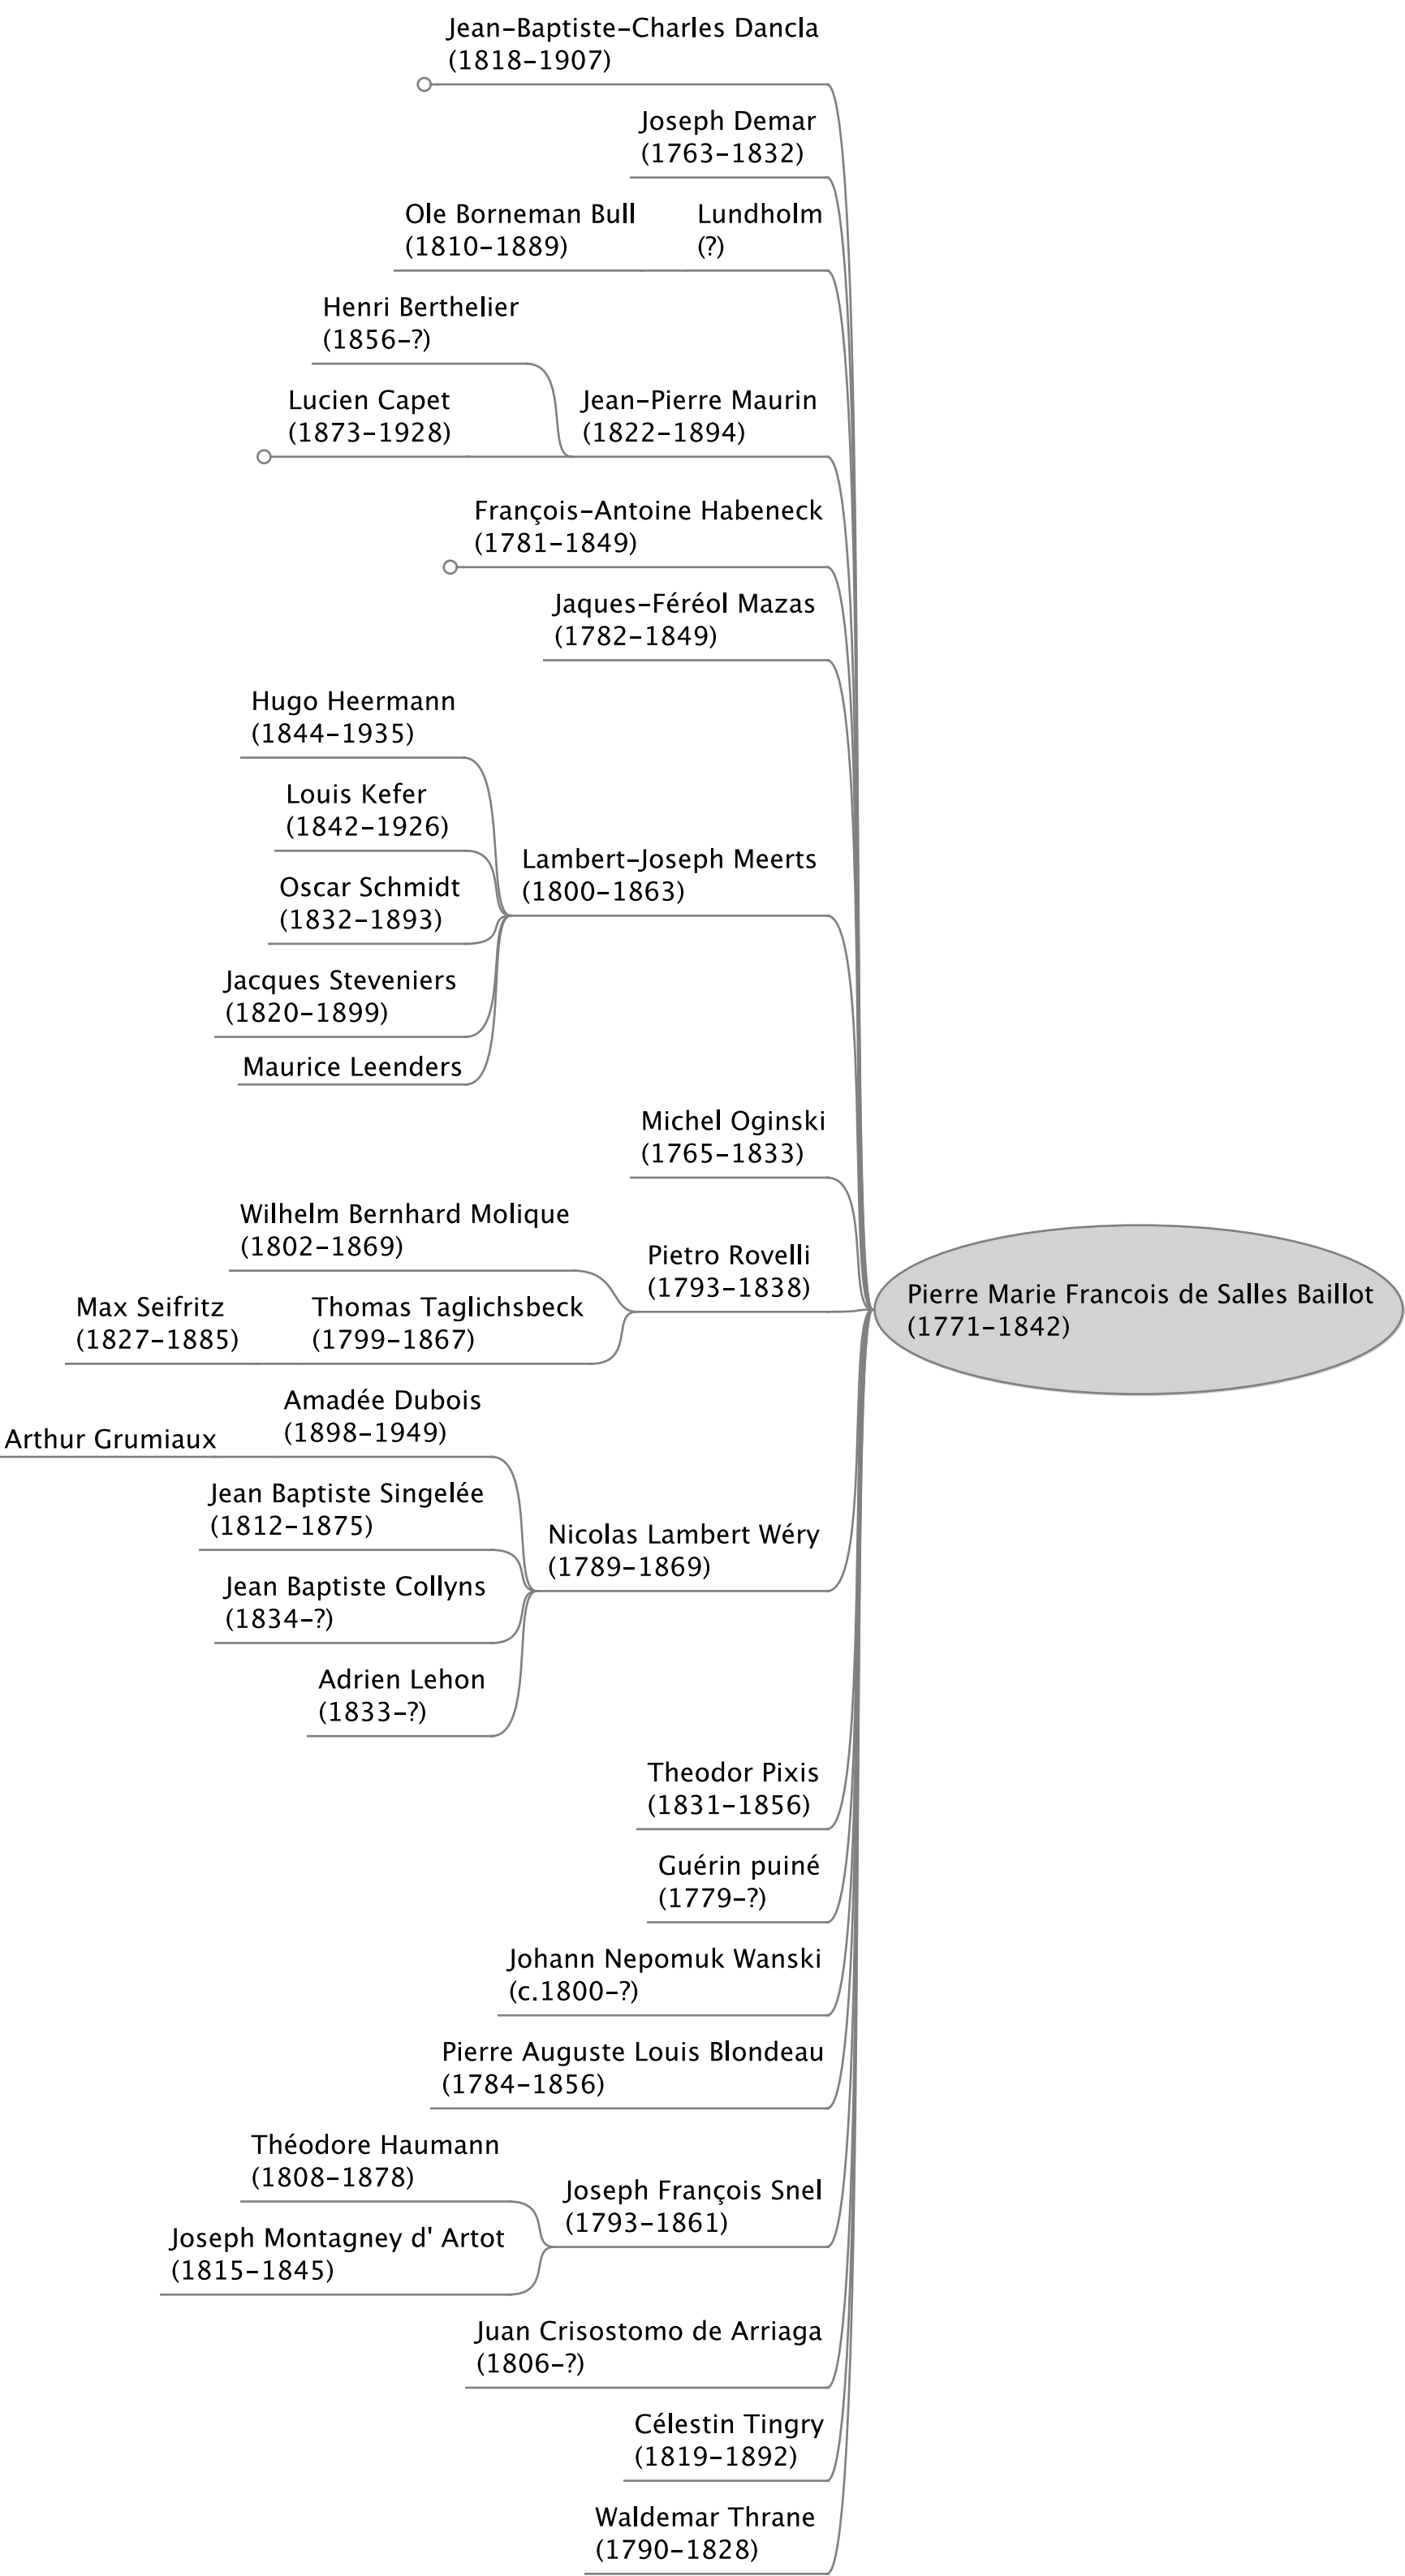 Jean-Baptiste-Charles Dancla
(1818-1907)
Joseph Demar
(1763-1832)
Ole Borneman Bull
(1810-1889)
Lundholm
(?)
Henri Berthelier
(1856-?)
Lucien Capet
(1873-1928)
Jean-Pierre Maurin
(1822-1894)
François-Antoine Habeneck
(1781-1849)
Jaques-Féréol Mazas
(1782-1849)
Hugo Heermann
(1844-1935)
Louis Kefer
(1842-1926)
Oscar Schmidt
(1832-1893)
Jacques Steveniers
(1820-1899)
Maurice Leenders
Lambert-Joseph Meerts
(1800-1863)
Michel Oginski
(1765-1833)
Wilhelm Bernhard Molique
(1802-1869)
Max Seifritz
(1827-1885)
Thomas Taglichsbeck
(1799-1867)
Pietro Rovelli
(1793-1838)
Pierre Marie Francois de Salles Baillot
(1771-1842)
Arthur Grumiaux
Amadée Dubois
(1898-1949)
Jean Baptiste Singelée
(1812-1875)
Jean Baptiste Collyns
(1834-?)
Adrien Lehon
(1833-?)
Nicolas Lambert Wéry
(1789-1869)
Theodor Pixis
(1831-1856)
Guérin puiné
(1779-?)
Johann Nepomuk Wanski
(c.1800-?)
Pierre Auguste Louis Blondeau
(1784-1856)
Théodore Haumann
(1808-1878)
Joseph Montagney d' Artot
(1815-1845)
Joseph François Snel
(1793-1861)
Juan Crisostomo de Arriaga
(1806-?)
Célestin Tingry
(1819-1892)
Waldemar Thrane
(1790-1828)